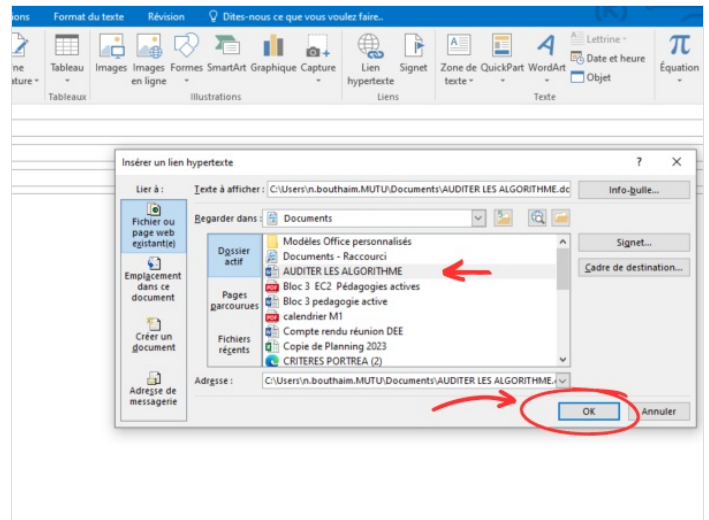 ions Format du texte Révision Dites-nous ce que vous voulez faire..
ne Tableau Images Images Formes SmartArt Graphique Capture Lien Signet Zone de QuickPart WordArt Lettrine Équation
ature en ligne hypertexte texte Date et heure
Objet
Tableaux Illustrations Liens Texte
Insérer un lien hypertexte ? X
Lier à : Texte à afficher : C:\Users\n.bouthaim.MUTU\Documents\AUDITER LES ALGORITHME.dc Info-bulle...
Fichier ou page web existant(e)
Regarder dans : Documents
Emplacement dans ce document
Créer un document
Adresse de messagerie
Dossier actif
Pages parcourues
Fichiers récents
Modèles Office personnalisés
Documents - Raccourci
AUDITER LES ALGORITHME
Bloc 3 EC2 Pédagogies actives
Bloc 3 pedagogie active
calendrier M1
Compte rendu réunion DEE
Copie de Planning 2023
CRITERES PORTREA (2)
Signet...
Cadre de destination...
Adresse : C:\Users\n.bouthaim.MUTU\Documents\AUDITER LES ALGORITHME.
OK Annuler